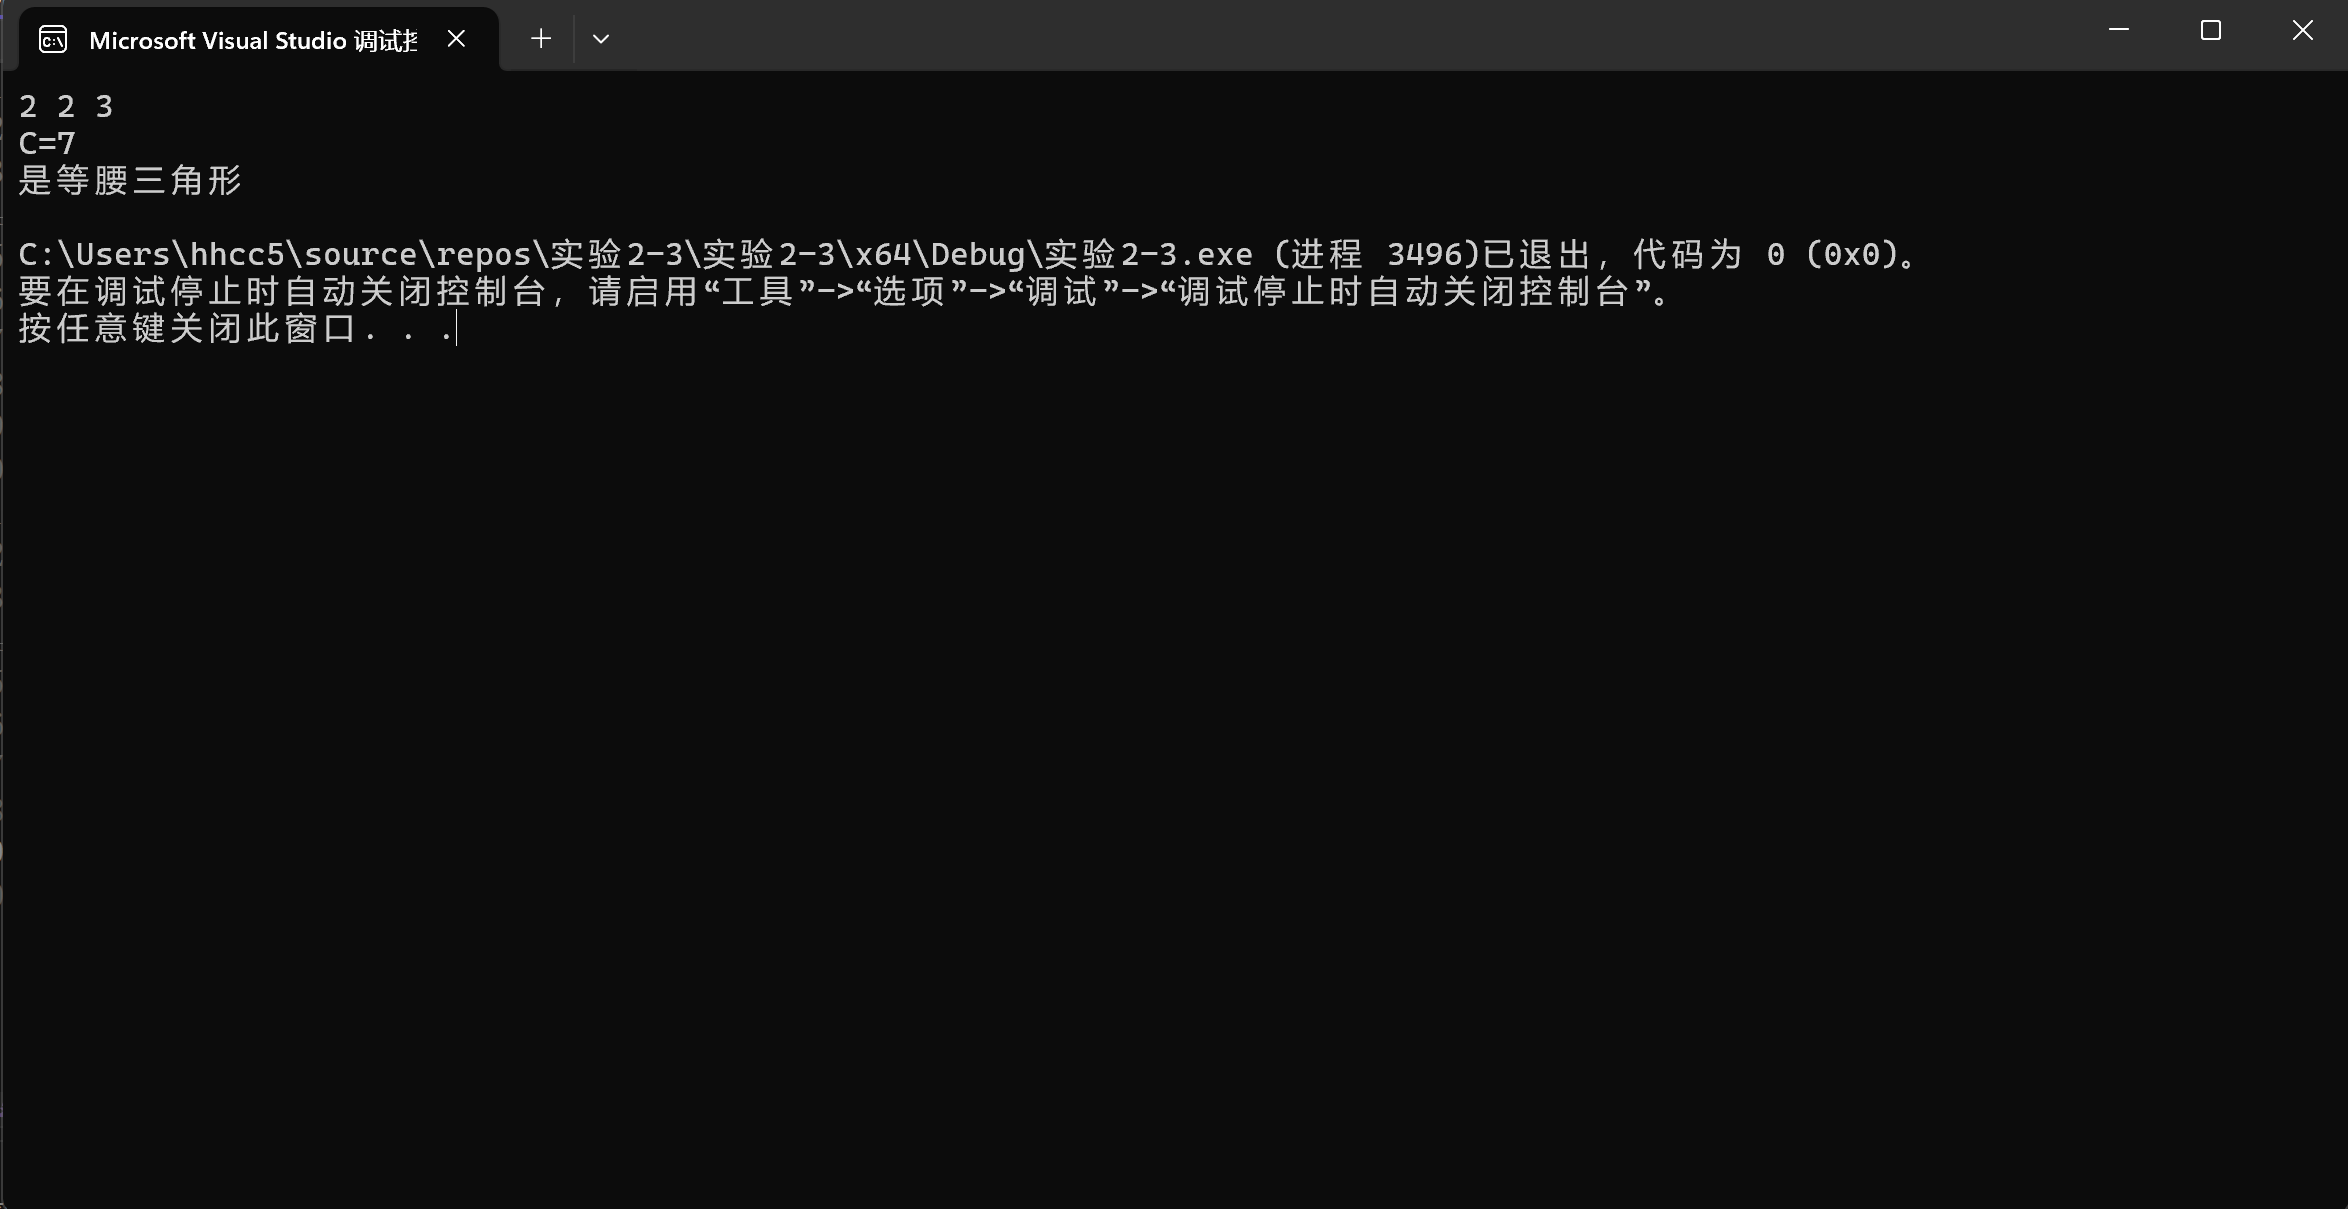 Microsoft Visual Studio 调试
2 2 3
C=7
是等腰三角形
C:\Users\hhcc5\source\repos\实验2-3\实验2-3\x64\Debug\实验2-3.exe (进程 3496)已退出，代码为 0 (0x0)。
要在调试停止时自动关闭控制台，请启用“工具”->“选项”->“调试”->“调试停止时自动关闭控制台”。
按任意键关闭此窗口. . .